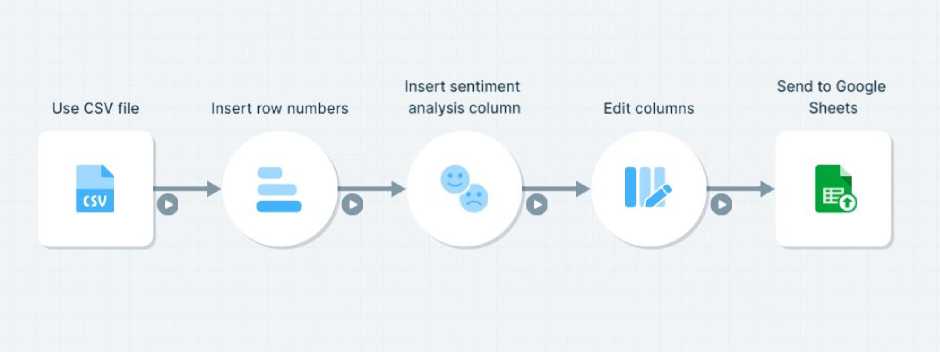 Use CSV file
Insert row numbers
Insert sentiment
analysis column
Edit columns
Send to Google
Sheets
CSV